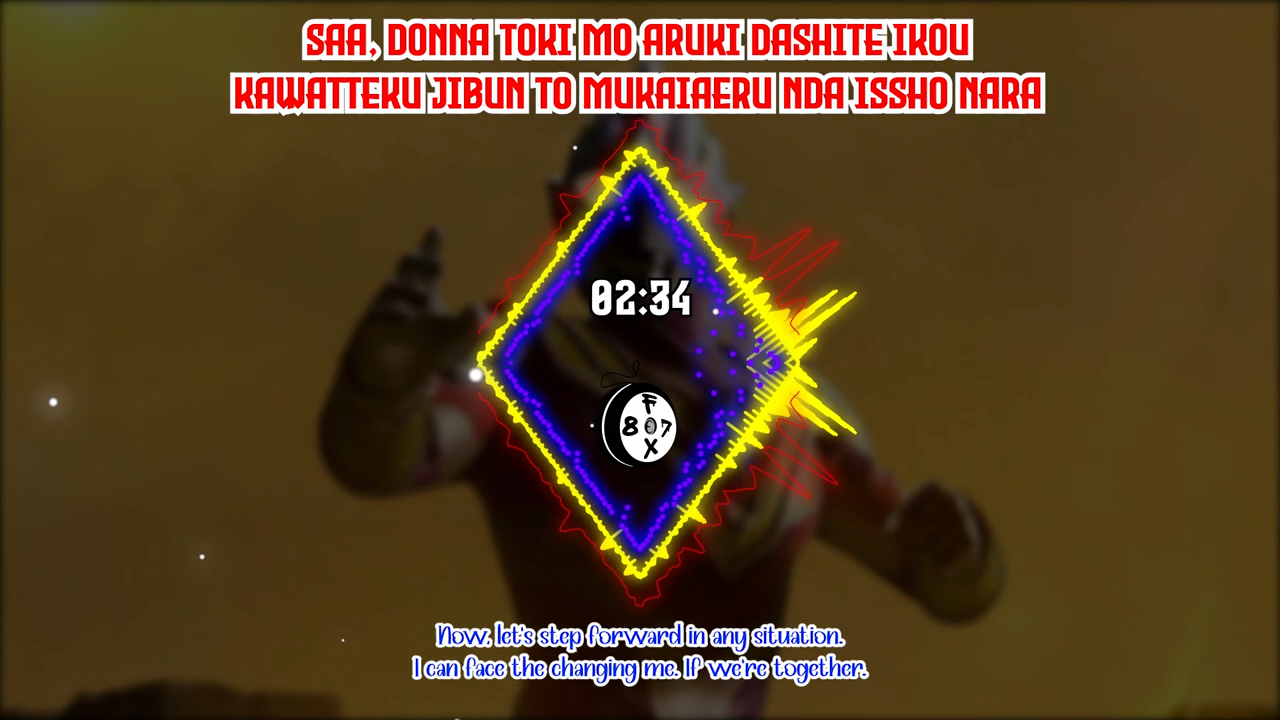 SAA, DONNA TOKI MO ARUKI DASHITE IKOU
KAWATTEKU JIBUN TO MUKAIAERU NDA ISSHO NARA
02:34
F
8 7
X
Now, let's step forward in any situation.
I can face the changing me. If we're together.